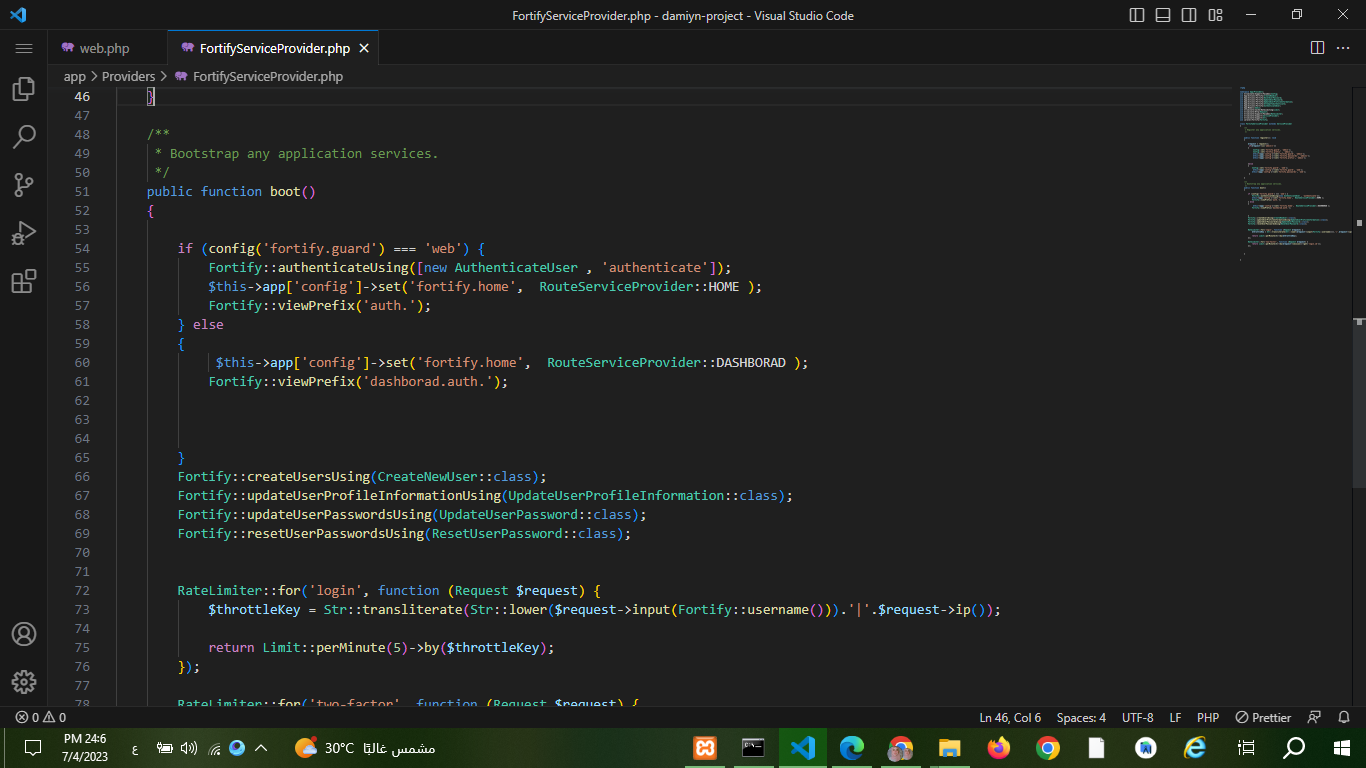 FortifyServiceProvider.php - damiyn-project - Visual Studio Code
web.php
FortifyServiceProvider.php
app > Providers > FortifyServiceProvider.php
46 }
47
48 /**
49 * Bootstrap any application services.
50 */
51 public function boot()
52 {
53
54 if (config('fortify.guard') === 'web') {
55 Fortify::authenticateUsing([new AuthenticateUser , 'authenticate']);
56 $this->app['config']->set('fortify.home',  RouteServiceProvider::HOME );
57 Fortify::viewPrefix('auth.');
58 } else
59 {
60 $this->app['config']->set('fortify.home',  RouteServiceProvider::DASHBORAD );
61 Fortify::viewPrefix('dashborad.auth.');
62
63
64
65 }
66 Fortify::createUsersUsing(CreateNewUser::class);
67 Fortify::updateUserProfileInformationUsing(UpdateUserProfileInformation::class);
68 Fortify::updateUserPasswordsUsing(UpdateUserPassword::class);
69 Fortify::resetUserPasswordsUsing(ResetUserPassword::class);
70
71
72 RateLimiter::for('login', function (Request $request) {
73 $throttleKey = Str::transliterate(Str::lower($request->input(Fortify::username())).'|'.$request->ip());
74
75 return Limit::perMinute(5)->by($throttleKey);
76 });
77
78 RateLimiter::for('two-factor', function (Request $request) {
0 0
Ln 46, Col 6 Spaces: 4 UTF-8 LF PHP Prettier
PM 24:6
7/4/2023
ع
30°C مشمس غالبًا